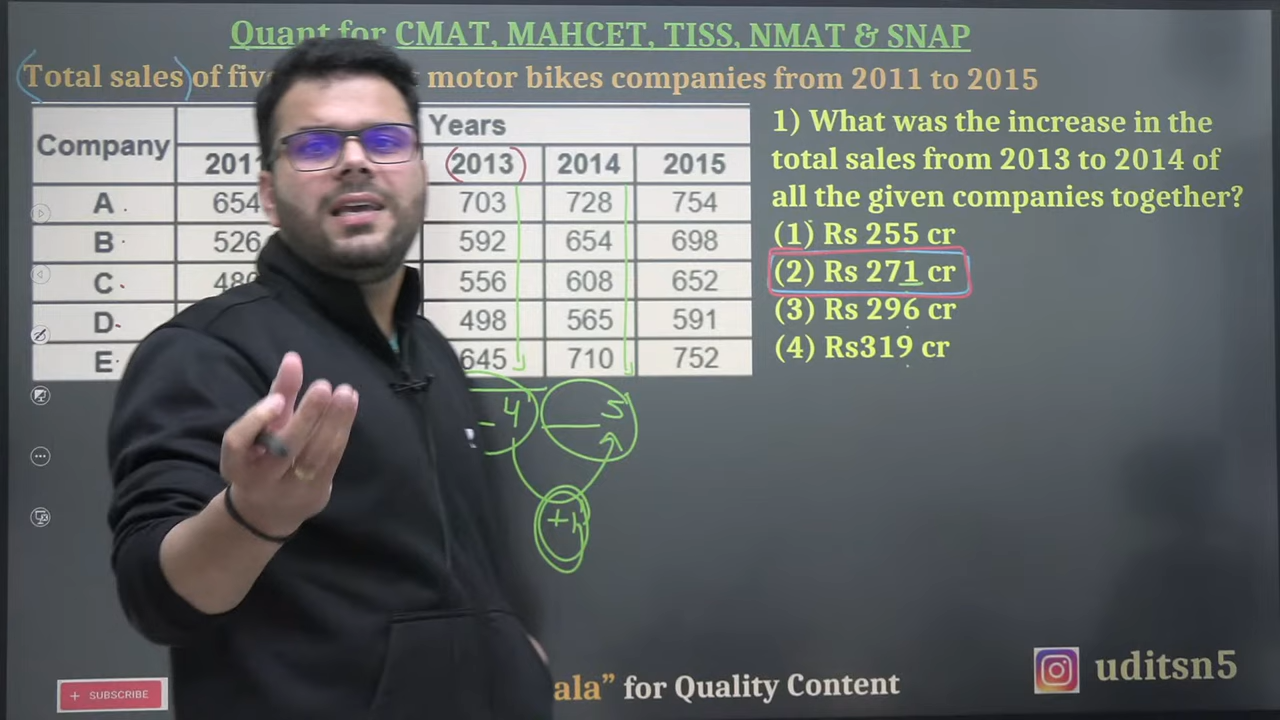 Quant for CMAT, MAHCET, TISS, NMAT & SNAP
Total sales of motor bikes companies from 2011 to 2015
Company Years
2011 2013 2014 2015
A 654 703 728 754
B 526 592 654 698
C 556 608 652
D 498 565 591
E 645 710 752
4 5
1) What was the increase in the
total sales from 2013 to 2014 of
all the given companies together?
(1) Rs 255 cr
(2) Rs 271 cr
(3) Rs 296 cr
(4) Rs319 cr
+ SUBSCRIBE
ala” for Quality Content
uditsn5